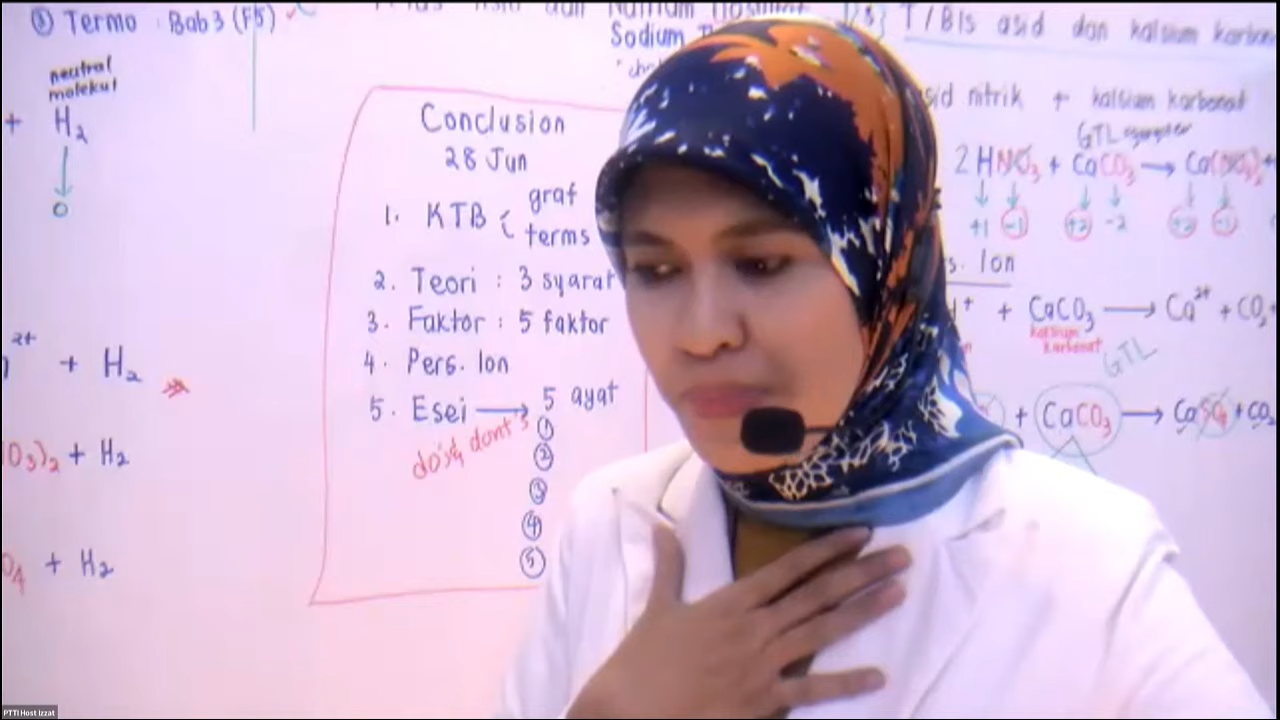 ③ Termo : Bab 3 (F5)
neutral
molekul
+ H₂
0
2+
+ H₂
O₃)₂ + H₂
O₄ + H₂
Sodium
Conclusion
28 Jun
1. KTB { graf
terms
2. Teori : 3 syarat
3. Faktor : 5 faktor
4. Pers. Ion
5. Esei → 5 ayat
do's & dont's
①
②
③
④
⑤
T/Bls asid dan kalsium karbona
sid nitrik + kalsium karbonat
GTL
2 HNO₃ + CaCO₃ → Ca(NO₃)₂ +
+1 -1 +2 -2 +2 -1
s. Ion
+ + CaCO₃ → Ca²⁺ + CO₂ +
kalsium
karbonat
GTL
+ CaCO₃ → CaSO₄ + CO₂
PTTI Host Izzat